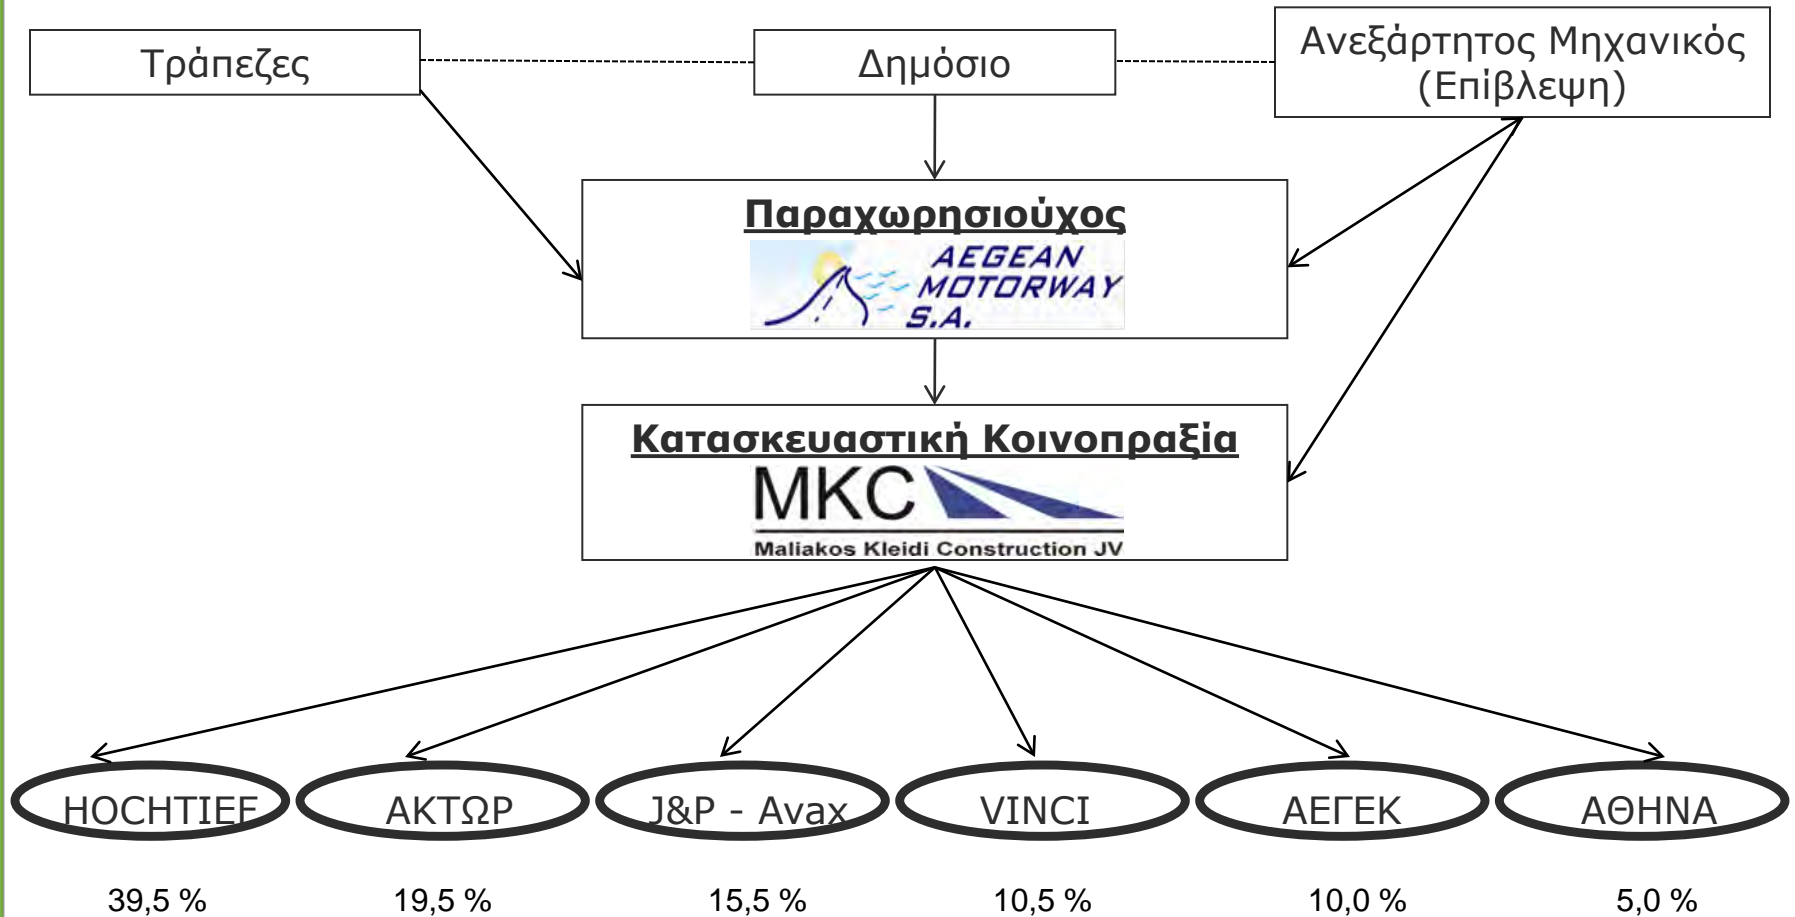 Τράπεζες
Δημόσιο
Ανεξάρτητος Μηχανικός
(Επίβλεψη)
Παραχωρησιούχος
AEGEAN
MOTORWAY
S.A.
Κατασκευαστική Κοινοπραξία
MKC
Maliakos Kleidi Construction JV
HOCHTIEF
ΑΚΤΩΡ
J&P - Avax
VINCI
ΑΕΓΕΚ
ΑΘΗΝΑ
39,5 %
19,5 %
15,5 %
10,5 %
10,0 %
5,0 %